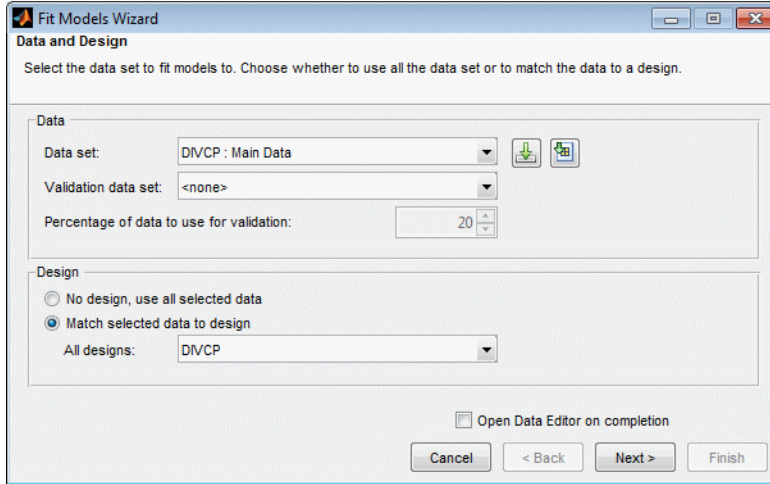 Fit Models Wizard
Data and Design
Select the data set to fit models to. Choose whether to use all the data set or to match the data to a design.
Data
Data set: DIVCP : Main Data
Validation data set: <none>
Percentage of data to use for validation: 20
Design
No design, use all selected data
Match selected data to design
All designs: DIVCP
Open Data Editor on completion
Cancel < Back Next > Finish